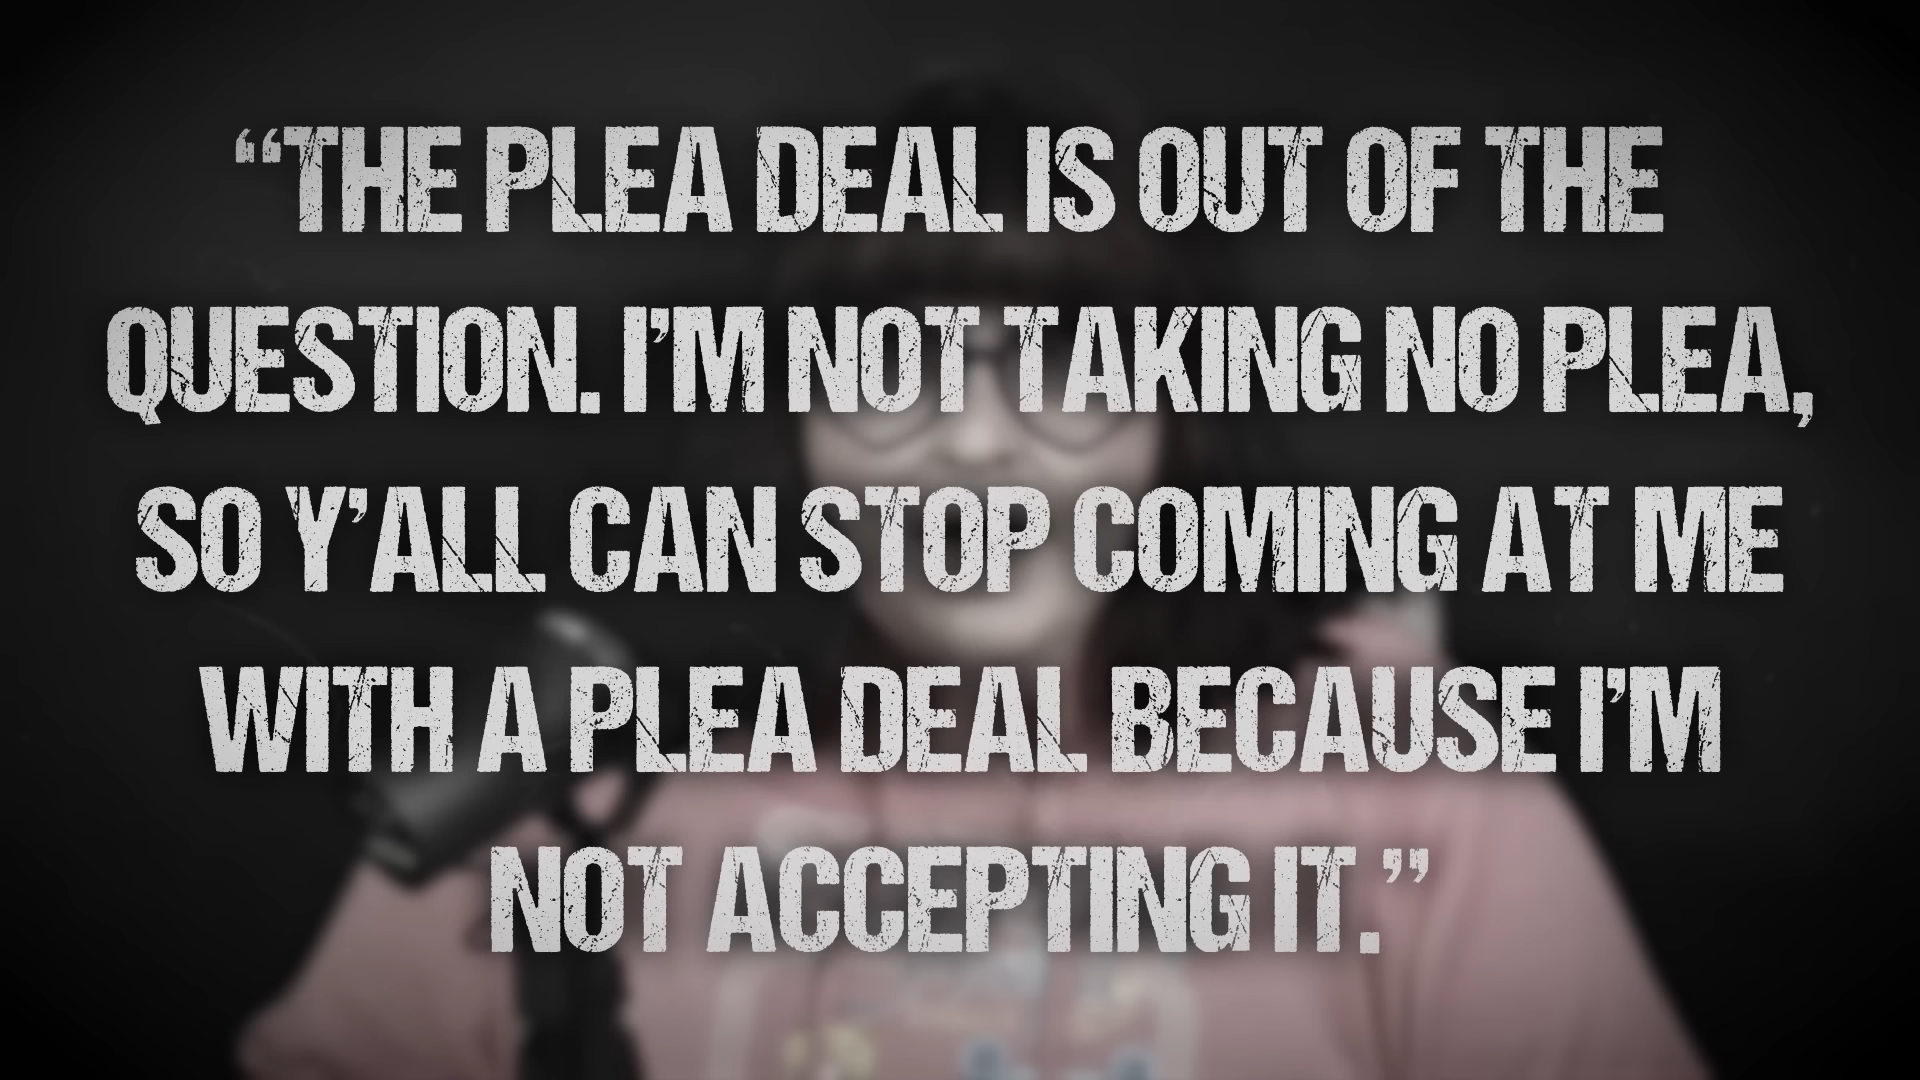 “THE PLEA DEAL IS OUT OF THE
QUESTION. I’M NOT TAKING NO PLEA,
SO Y’ALL CAN STOP COMING AT ME
WITH A PLEA DEAL BECAUSE I’M
NOT ACCEPTING IT.”